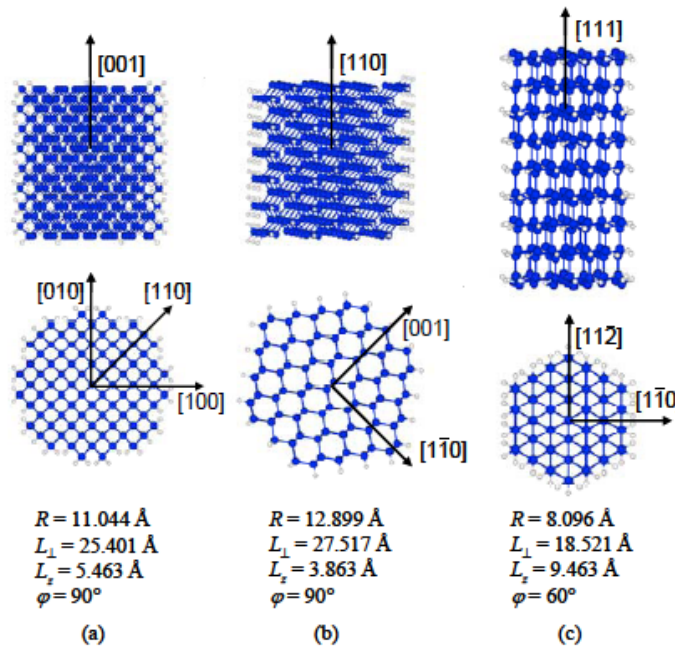 [001]
[110]
[111]
[010]
[110]
[100]
[001]
[11̄0]
[112̄]
[11̄0]
R = 11.044 Å
L⊥ = 25.401 Å
Lz = 5.463 Å
φ = 90°
(a)
R = 12.899 Å
L⊥ = 27.517 Å
Lz = 3.863 Å
φ = 90°
(b)
R = 8.096 Å
L⊥ = 18.521 Å
Lz = 9.463 Å
φ = 60°
(c)